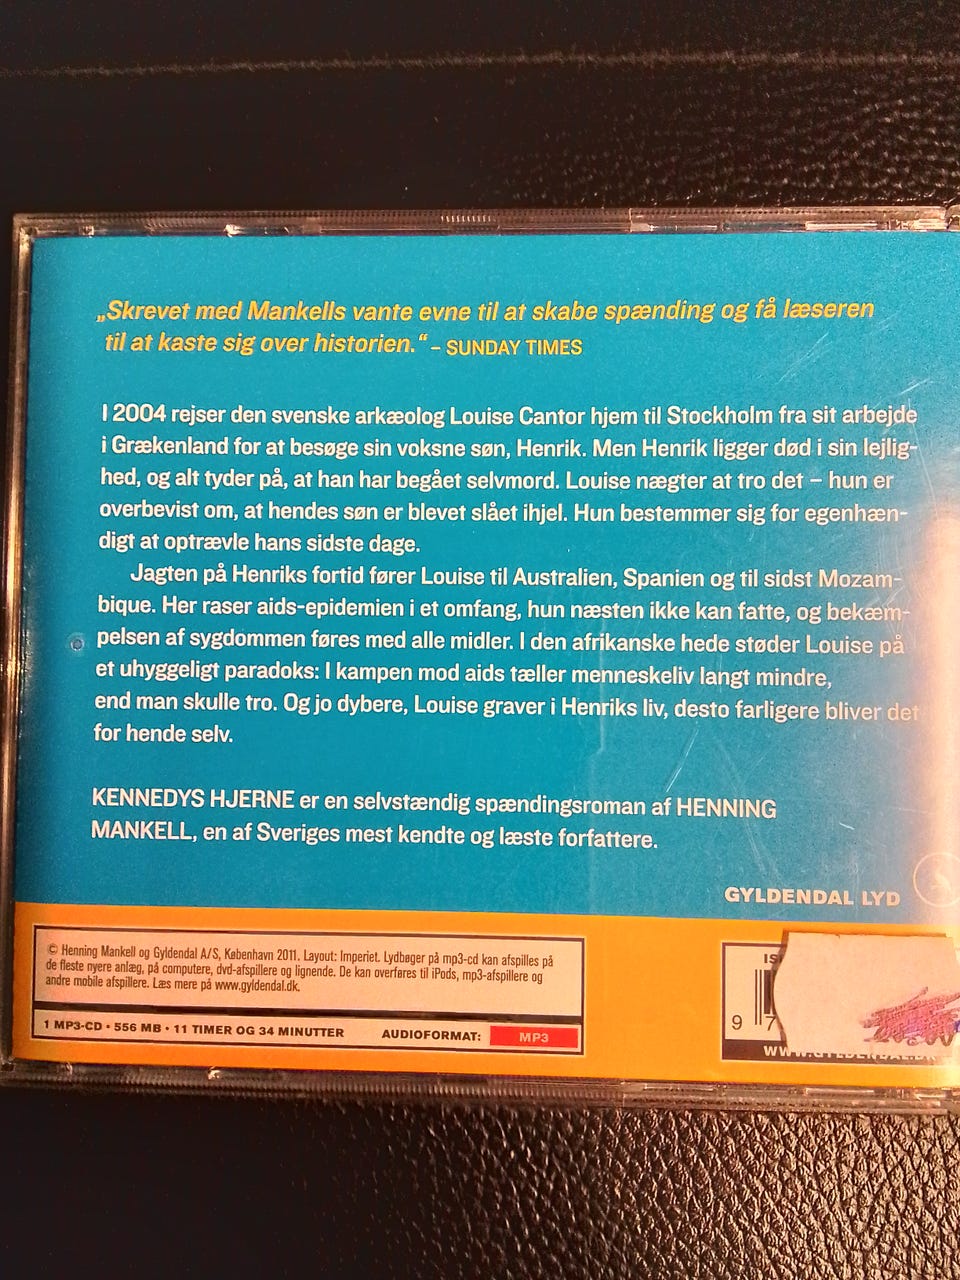 „Skrevet med Mankells vante evne til at skabe spænding og få læseren
til at kaste sig over historien.“ – SUNDAY TIMES
I 2004 rejser den svenske arkæolog Louise Cantor hjem til Stockholm fra sit arbejde
i Grækenland for at besøge sin voksne søn, Henrik. Men Henrik ligger død i sin lejlig-
hed, og alt tyder på, at han har begået selvmord. Louise nægter at tro det – hun er
overbevist om, at hendes søn er blevet slået ihjel. Hun bestemmer sig for egenhæn-
digt at optrævle hans sidste dage.
Jagten på Henriks fortid fører Louise til Australien, Spanien og til sidst Mozam-
bique. Her raser aids-epidemien i et omfang, hun næsten ikke kan fatte, og bekæm-
pelsen af sygdommen føres med alle midler. I den afrikanske hede støder Louise på
et uhyggeligt paradoks: I kampen mod aids tæller menneskeliv langt mindre,
end man skulle tro. Og jo dybere, Louise graver i Henriks liv, desto farligere bliver det
for hende selv.
KENNEDYS HJERNE er en selvstændig spændingsroman af HENNING
MANKELL, en af Sveriges mest kendte og læste forfattere.
GYLDENDAL LYD
© Henning Mankell og Gyldendal A/S, København 2011. Layout: Imperiet. Lydbøger på mp3-cd kan afspilles på
de fleste nyere anlæg, på computere, dvd-afspillere og lignende. De kan overføres til iPods, mp3-afspillere og
andre mobile afspillere. Læs mere på www.gyldendal.dk.
1 MP3-CD • 556 MB • 11 TIMER OG 34 MINUTTER AUDIOFORMAT: MP3
9 7
WWW.GYLDENDAL.DK